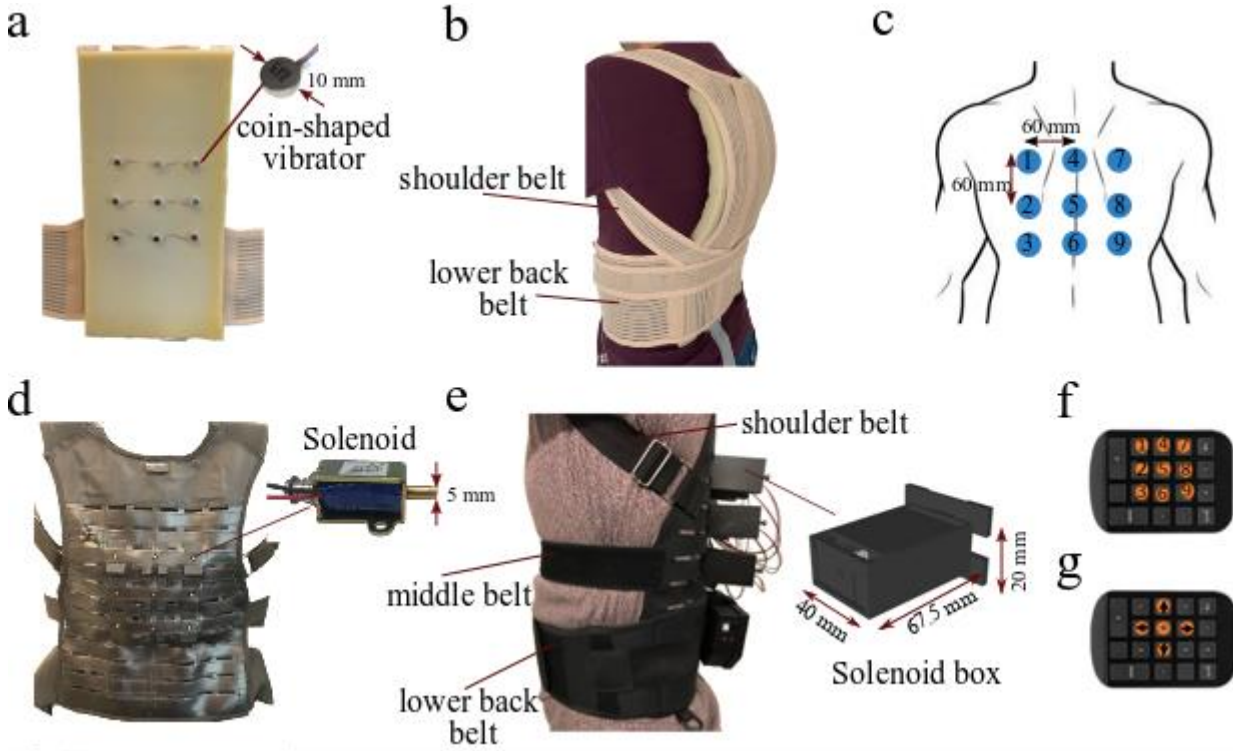 a
10 mm
coin-shaped
vibrator
b
shoulder belt
lower back
belt
c
60 mm
60 mm
1 4 7
2 5 8
3 6 9
d
Solenoid
5 mm
e
shoulder belt
middle belt
lower back
belt
20 mm
40 mm
67.5 mm
Solenoid box
f
1 4 7
2 5 8
3 6 9
g